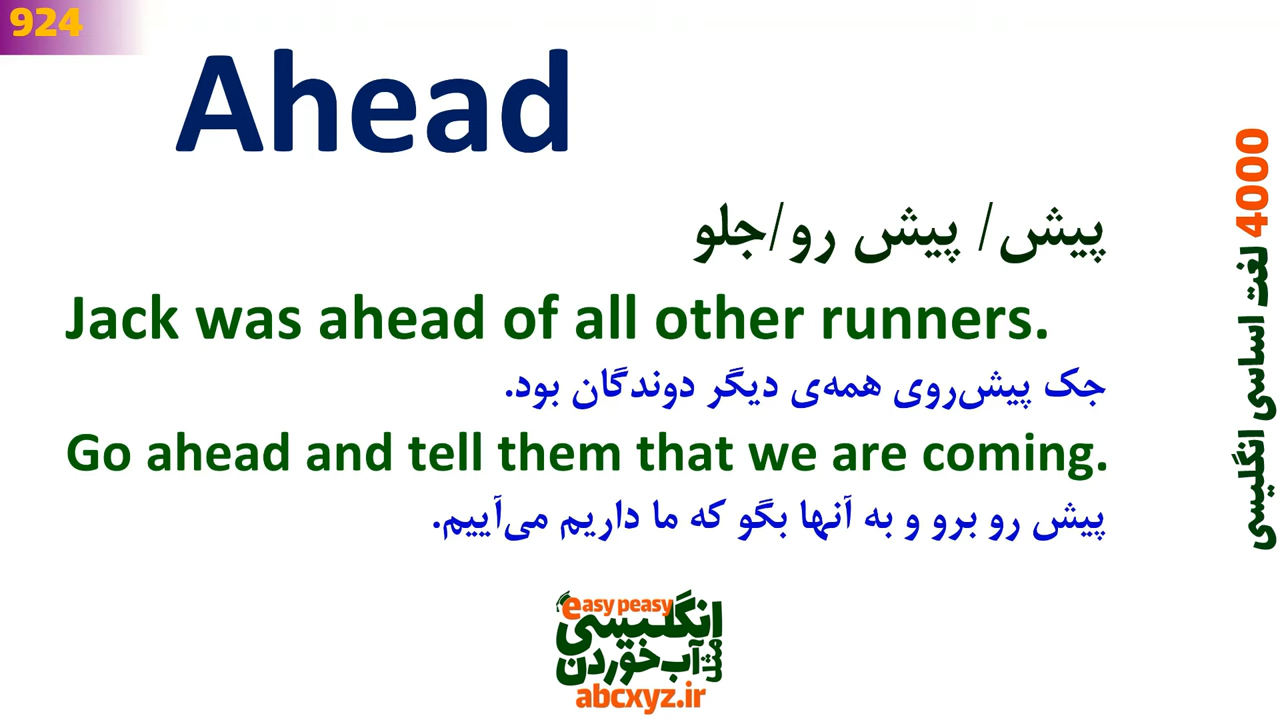 924
Ahead
پیش/ پیش رو/جلو
Jack was ahead of all other runners.
جک پیش‌روی همه‌ی دیگر دوندگان بود.
Go ahead and tell them that we are coming.
پیش رو برو و به آنها بگو که ما داریم می‌آییم.
4000 لغت اساسی انگلیسی
easy peasy
انگلیسی
مثل آب خوردن
abcxyz.ir